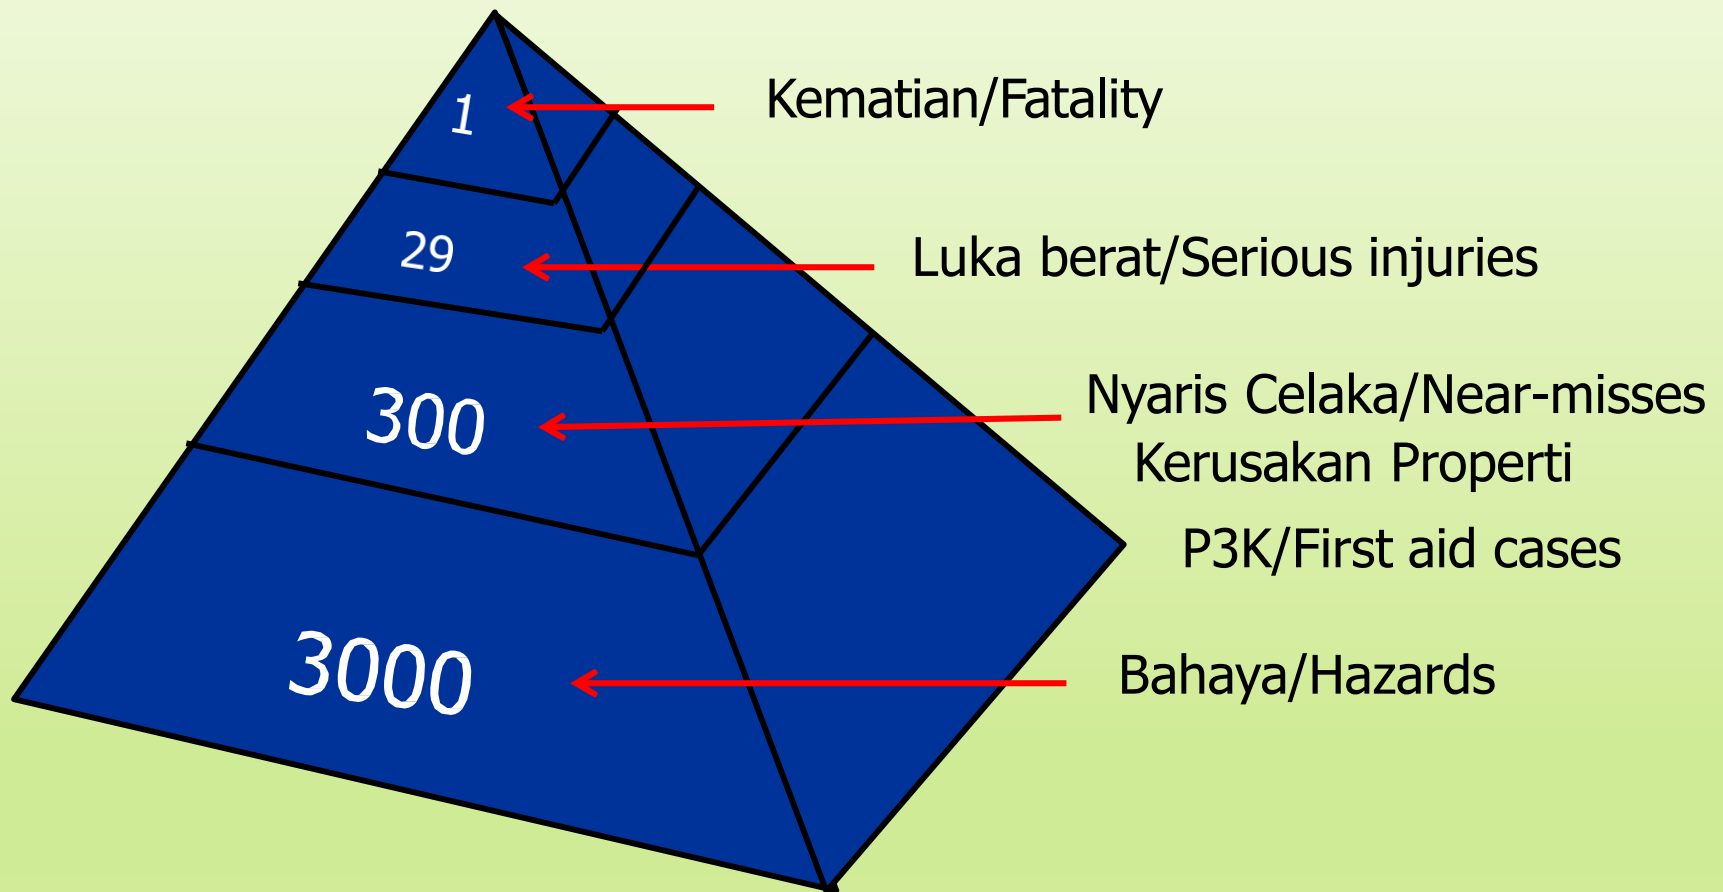 1
Kematian/Fatality
29
Luka berat/Serious injuries
300
Nyaris Celaka/Near-misses
Kerusakan Properti
P3K/First aid cases
3000
Bahaya/Hazards